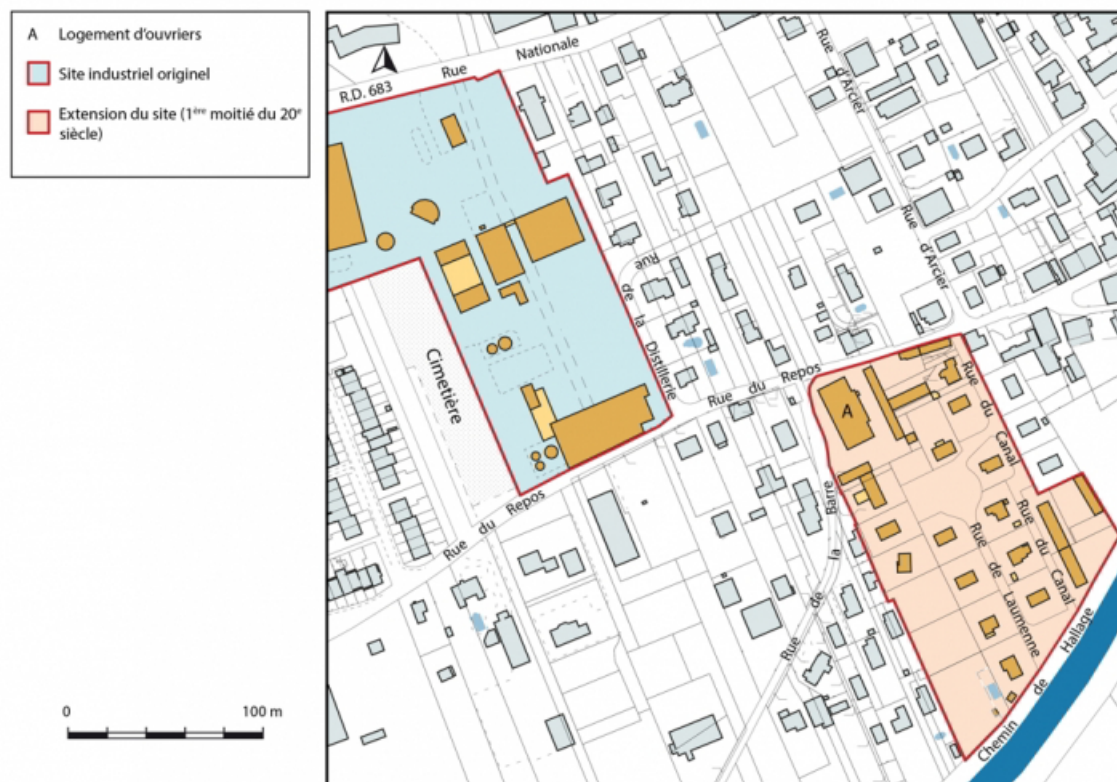 A Logement d'ouvriers
Site industriel originel
Extension du site (1ère moitié du 20e
siècle)
0 100 m
R.D. 683 Rue Nationale
Rue d'Arcier
Rue d'Arcier
Rue de la Distillerie
Cimetière
Rue du Repos
Rue du Repos
A
Rue du Canal
Rue du Canal
Rue de Laumenne
Rue de la Barre
Chemin de Hallage